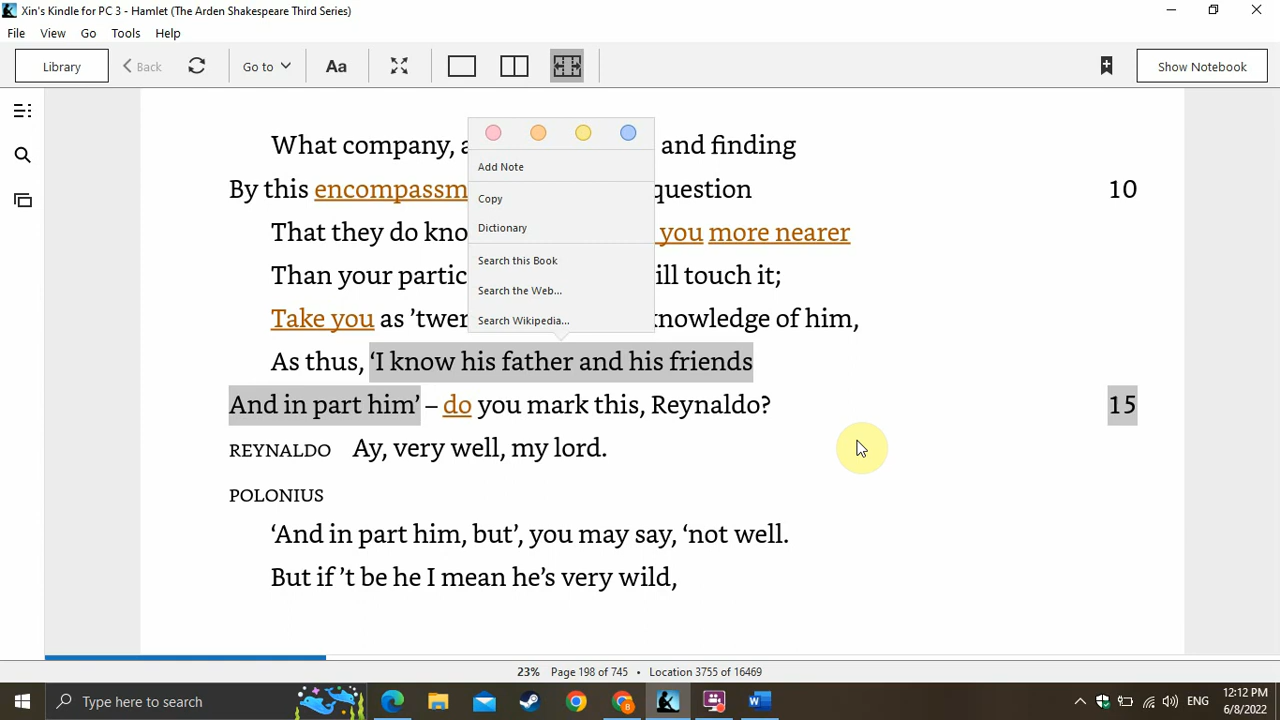 Xin's Kindle for PC 3 - Hamlet (The Arden Shakespeare Third Series)
File View Go Tools Help
Library Back Go to Aa Show Notebook
What company, a and finding
By this encompassm question 10
That they do kno you more nearer
Than your partic ill touch it;
Take you as ’twer nowledge of him,
As thus, ‘I know his father and his friends
And in part him’ – do you mark this, Reynaldo? 15
REYNALDO Ay, very well, my lord.
POLONIUS
‘And in part him, but’, you may say, ‘not well.
But if ’t be he I mean he’s very wild,
Add Note
Copy
Dictionary
Search this Book
Search the Web...
Search Wikipedia...
23% Page 198 of 745 • Location 3755 of 16469
Type here to search
ENG
12:12 PM
6/8/2022